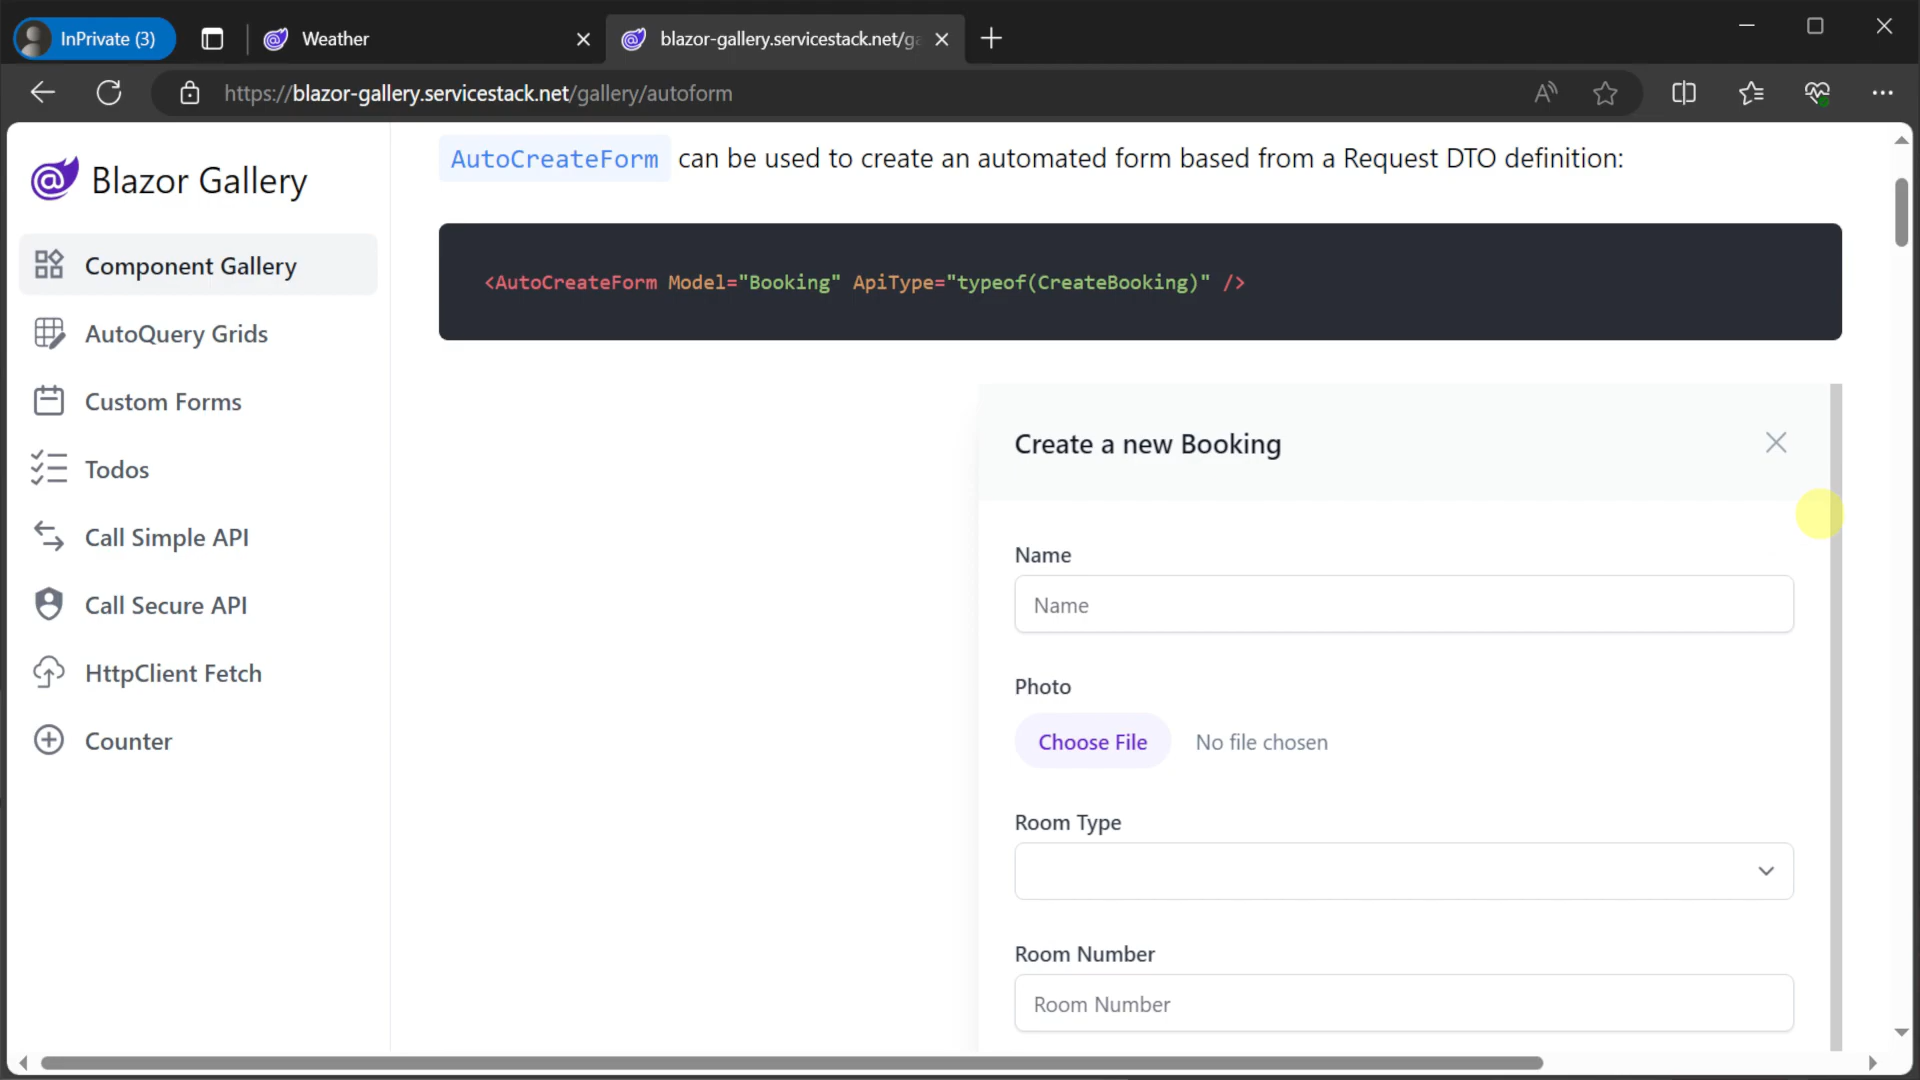 InPrivate (3)
Weather
blazor-gallery.servicestack.net/ga
https://blazor-gallery.servicestack.net/gallery/autoform
Blazor Gallery
Component Gallery
AutoQuery Grids
Custom Forms
Todos
Call Simple API
Call Secure API
HttpClient Fetch
Counter
AutoCreateForm can be used to create an automated form based from a Request DTO definition:
<AutoCreateForm Model="Booking" ApiType="typeof(CreateBooking)" />
Create a new Booking
Name
Name
Photo
Choose File No file chosen
Room Type
Room Number
Room Number